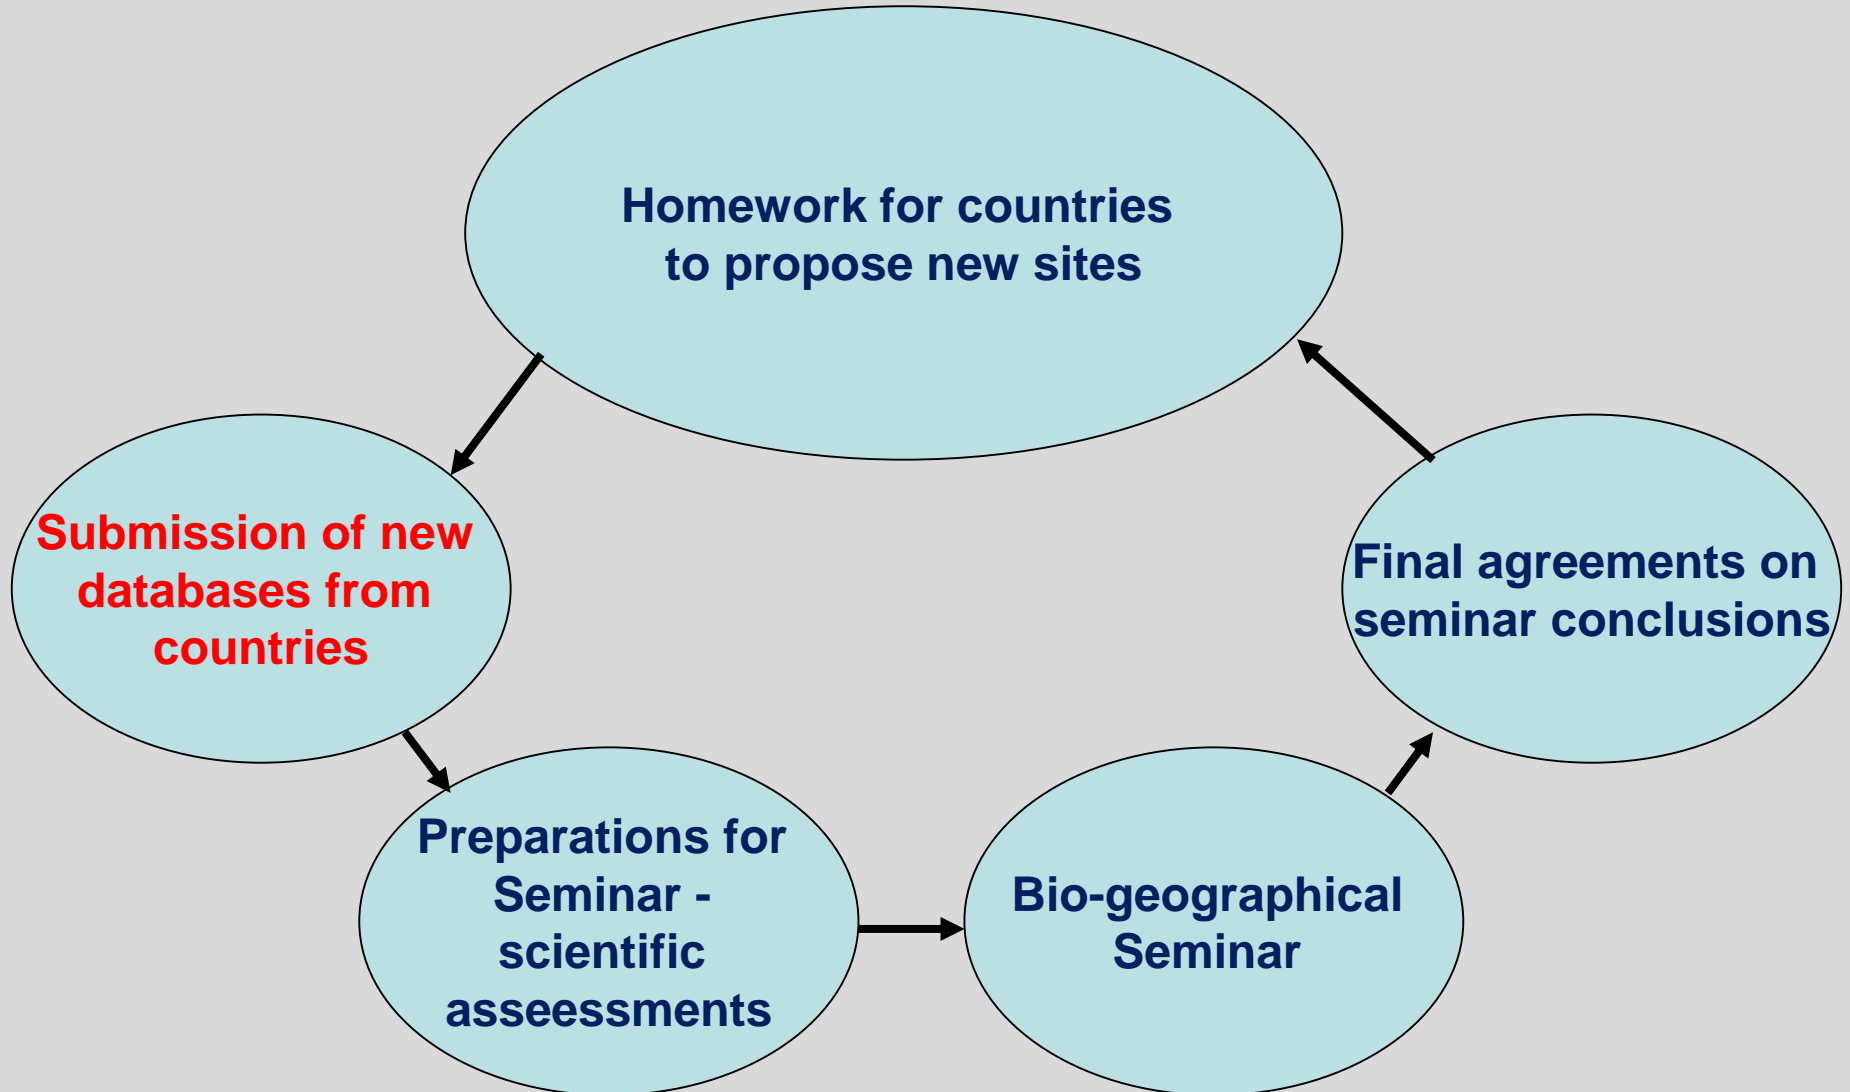 Homework for countries
to propose new sites
Submission of new
databases from
countries
Final agreements on
seminar conclusions
Preparations for
Seminar -
scientific
asseessments
Bio-geographical
Seminar